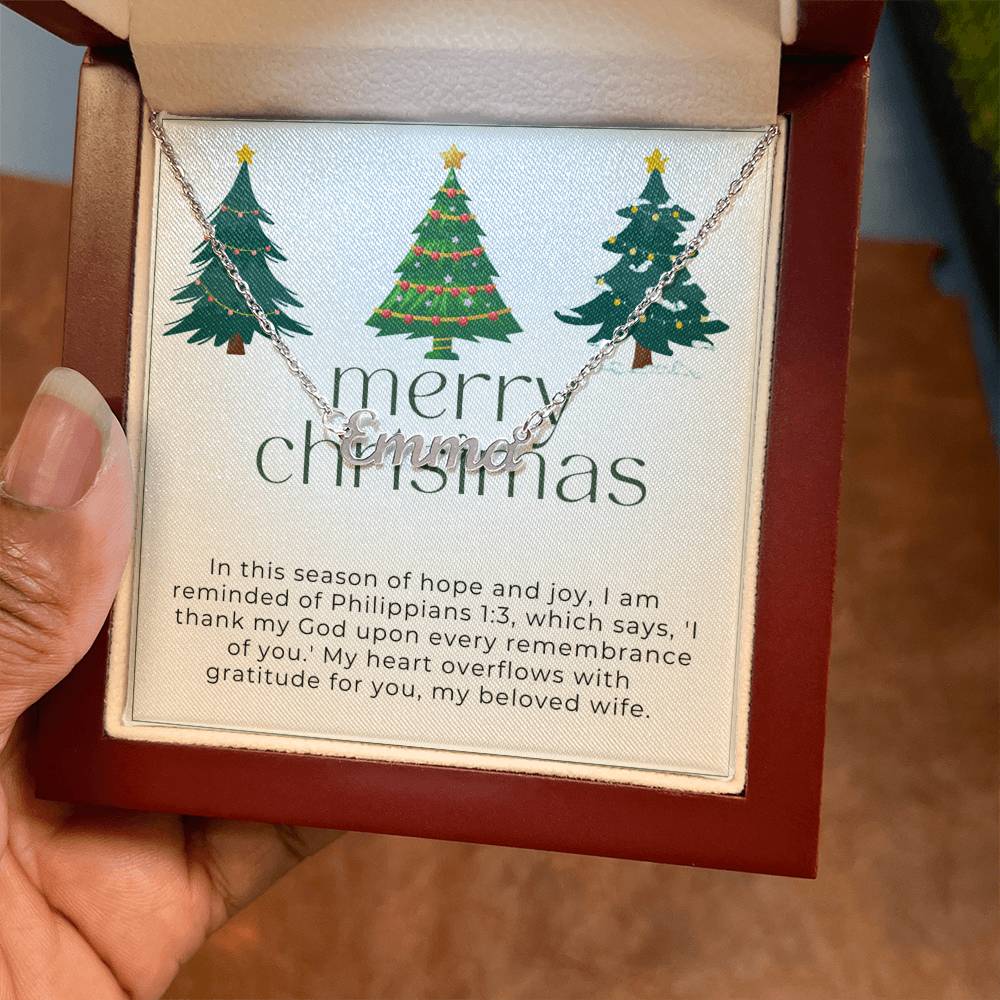 merry
Emma
christmas
In this season of hope and joy, I am
reminded of Philippians 1:3, which says, 'I
thank my God upon every remembrance
of you.' My heart overflows with
gratitude for you, my beloved wife.